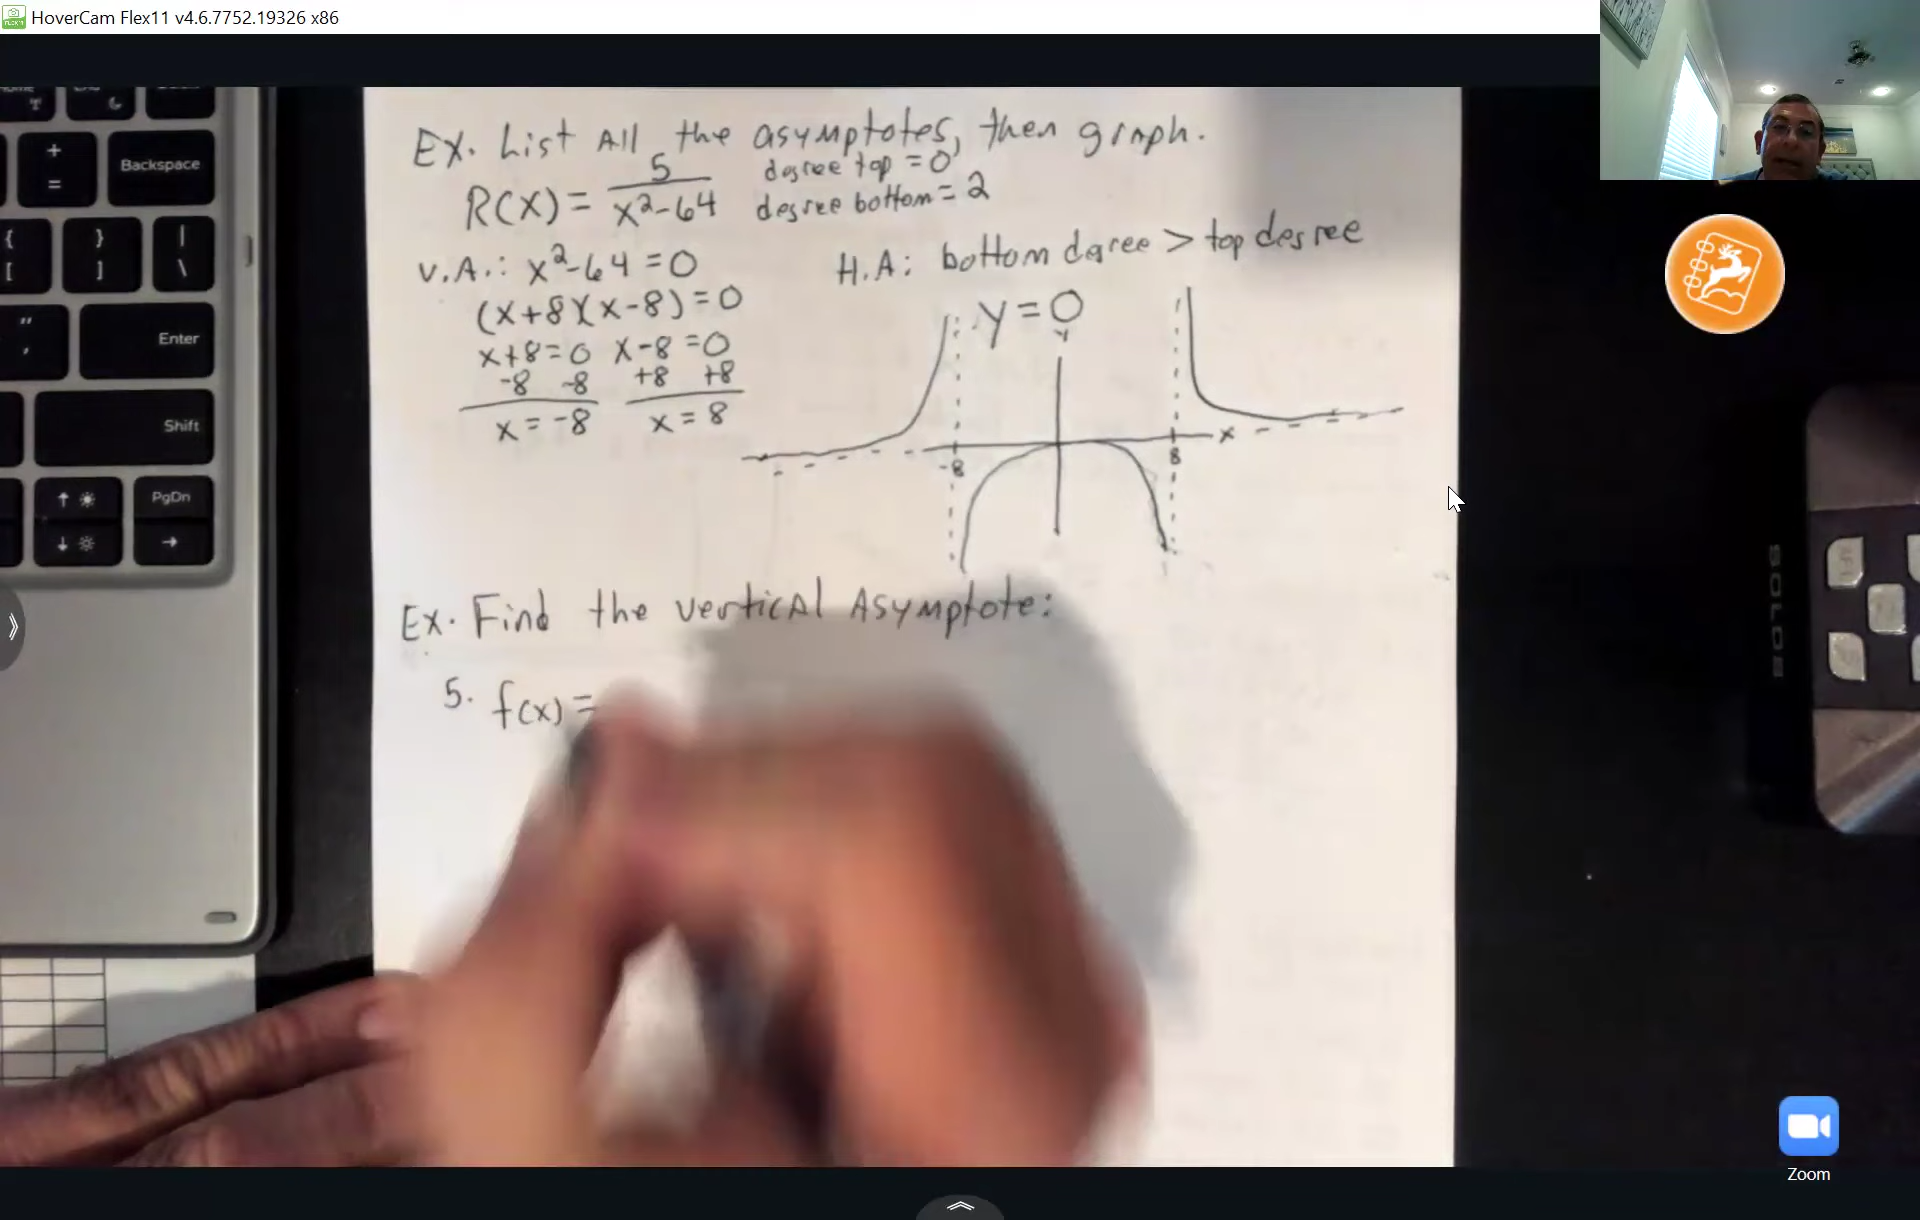 HoverCam Flex11 v4.6.7752.19326 x86
Ex. List All the asymptotes, then graph.
R(x) = 5 / x²-64
degree top = 0
degree bottom = 2
V.A.: x²-64 = 0
(x+8)(x-8) = 0
x+8=0 x-8 =0
-8 -8 +8 +8
x = -8 x = 8
H.A: bottom degree > top degree
y = 0
Y
x
-8
8
Ex. Find the vertical Asymptote:
5. f(x) =
+
=
Backspace
{
[
}
]
|
\
"
,
Enter
Shift
↑
PgDn
↓
→
SOLOS
Zoom